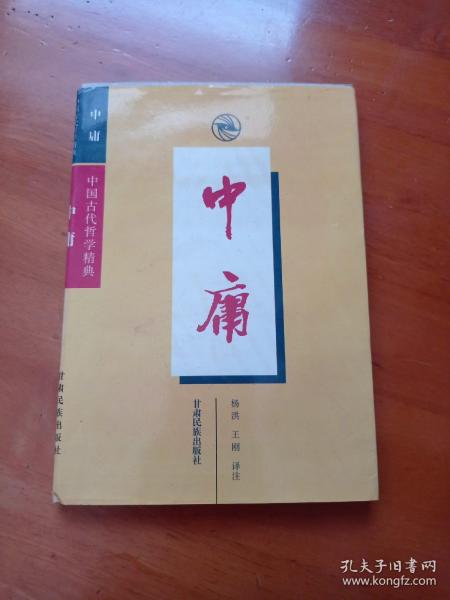 中庸
中国古代哲学精典
中庸
甘肃民族出版社
中庸
杨洪 王刚 译注
甘肃民族出版社
孔夫子旧书网
www.kongfz.com